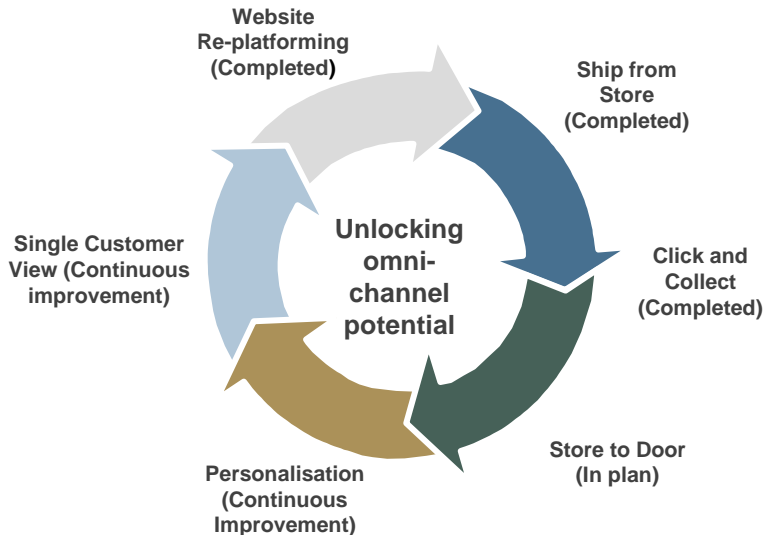 Website
Re-platforming
(Completed)
Ship from
Store
(Completed)
Click and
Collect
(Completed)
Store to Door
(In plan)
Personalisation
(Continuous
Improvement)
Single Customer
View (Continuous
improvement)
Unlocking
omni-
channel
potential